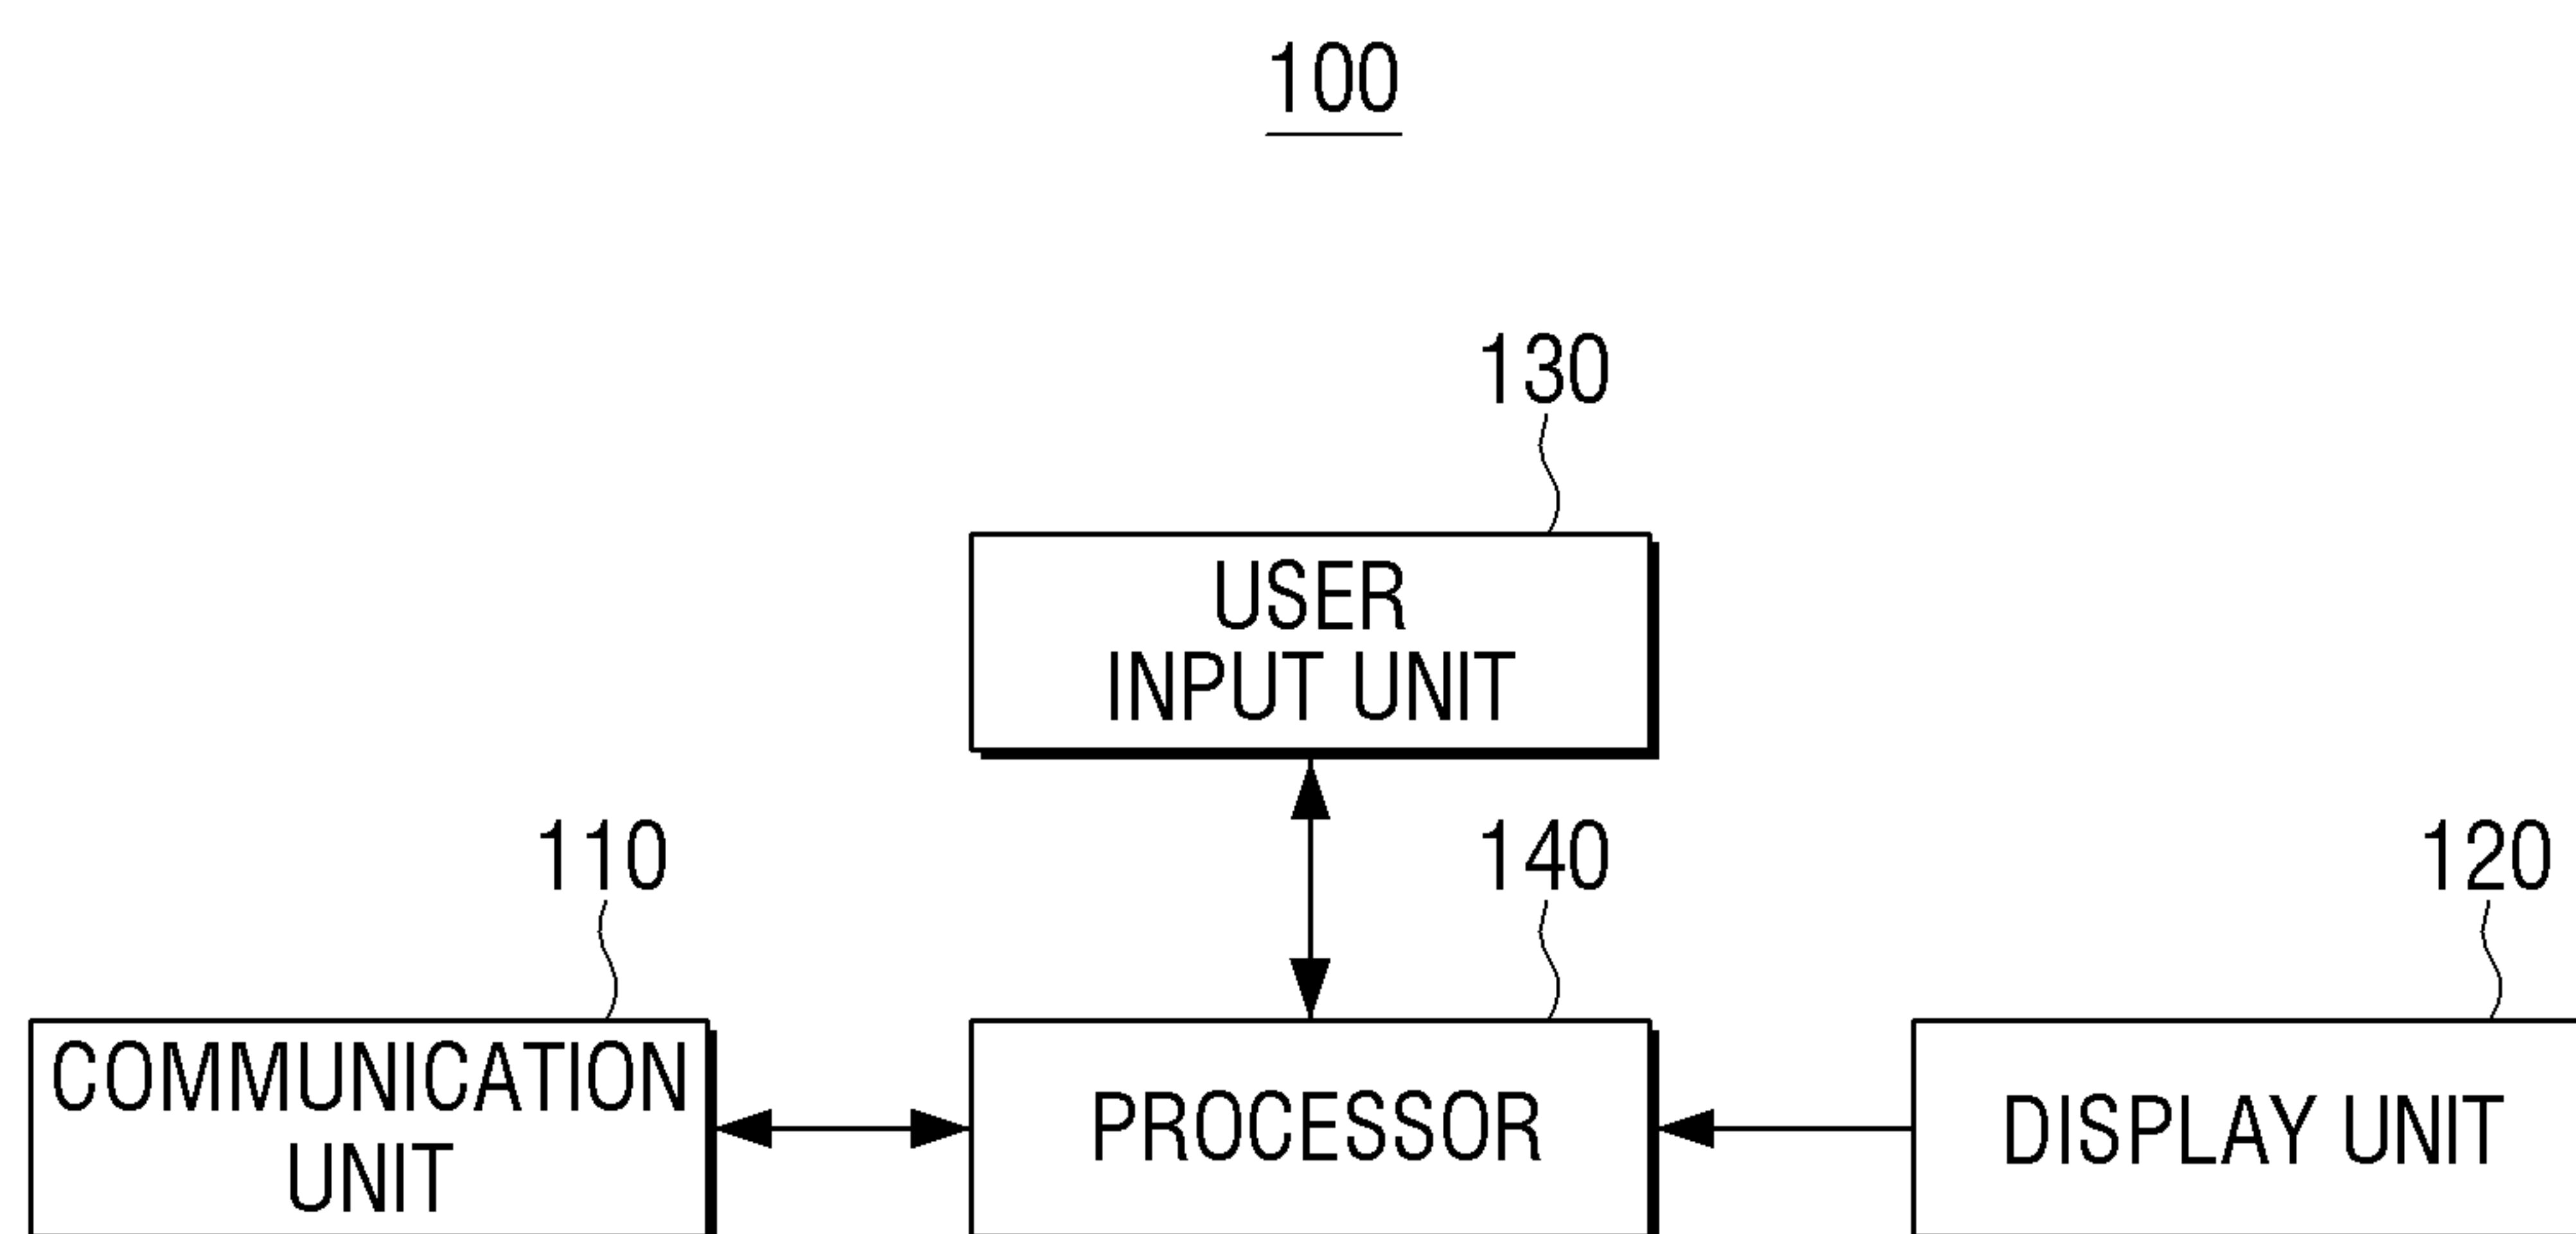 100
130
USER
INPUT UNIT
110
140
120
COMMUNICATION
UNIT
PROCESSOR
DISPLAY UNIT